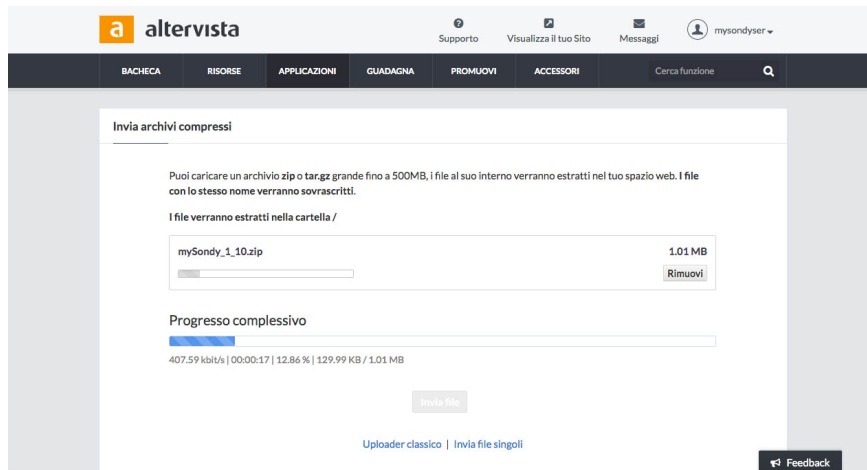 a altervista
Supporto
Visualizza il tuo Sito
Messaggi
mysondyser
BACHECA RISORSE APPLICAZIONI GUADAGNA PROMUOVI ACCESSORI Cerca funzione
Invia archivi compressi
Puoi caricare un archivio zip o tar.gz grande fino a 500MB, i file al suo interno verranno estratti nel tuo spazio web. I file
con lo stesso nome verranno sovrascritti.
I file verranno estratti nella cartella /
mySondy_1_10.zip 1.01 MB
Rimuovi
Progresso complessivo
407.59 kbit/s | 00:00:17 | 12.86 % | 129.99 KB / 1.01 MB
Invia file
Uploader classico | Invia file singoli
Feedback